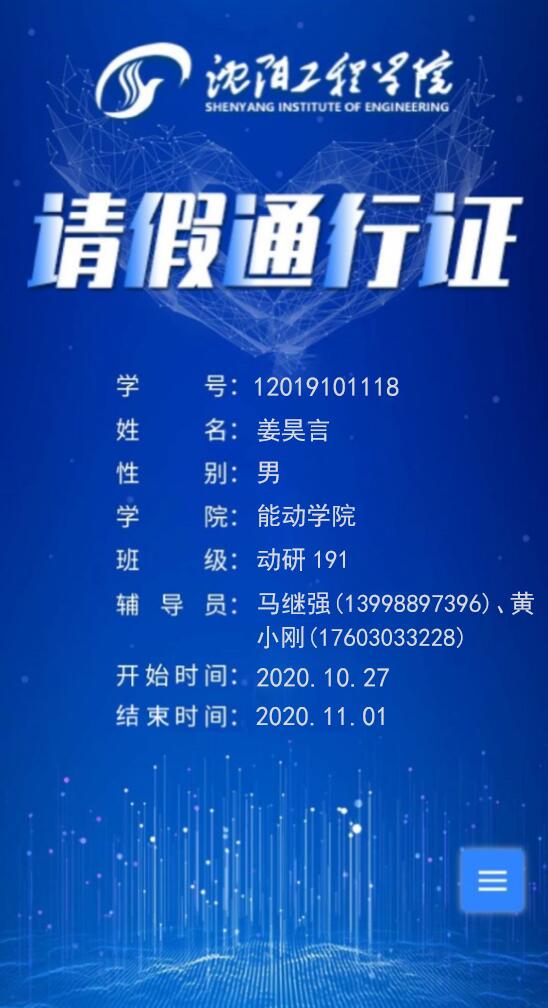 沈阳工程学院
SHENYANG INSTITUTE OF ENGINEERING
请假通行证
学号：12019101118
姓名：姜昊言
性别：男
学院：能动学院
班级：动研191
辅导员：马继强(13998897396)、黄
小刚(17603033228)
开始时间：2020.10.27
结束时间：2020.11.01